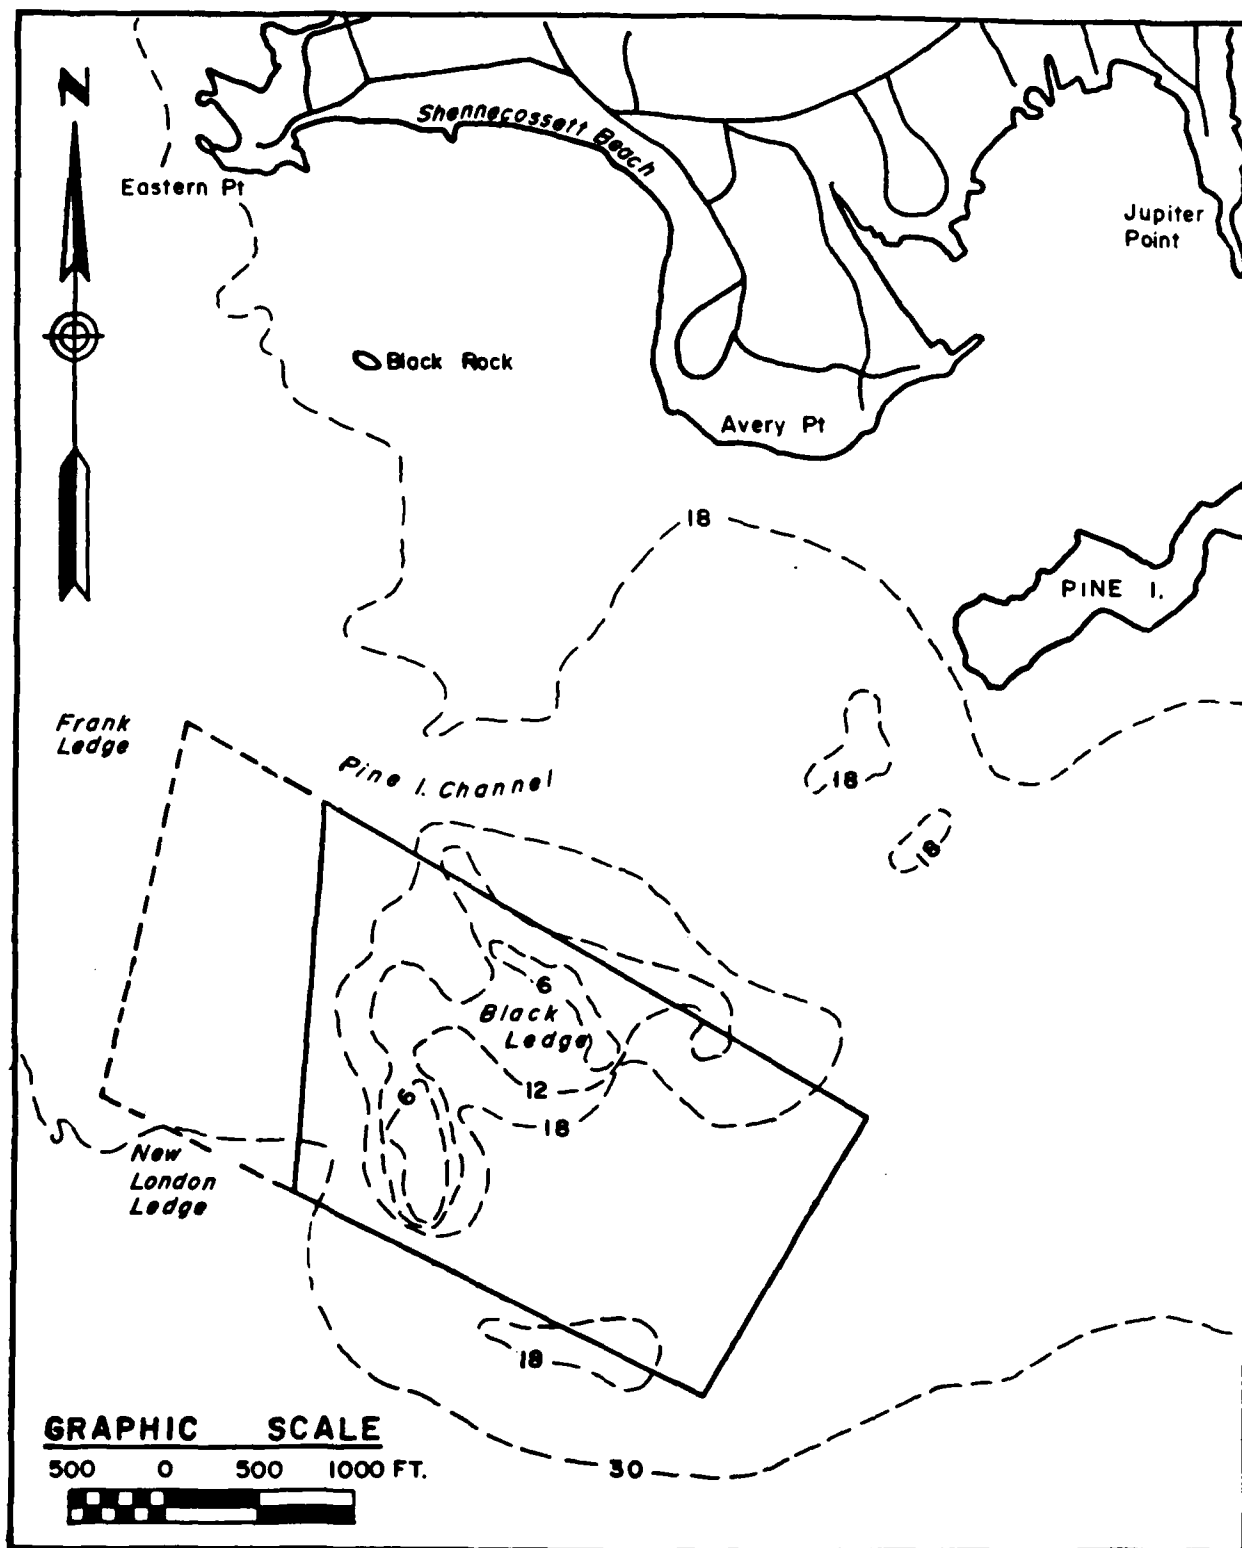 N
Shennecossett Beach
Eastern Pt
Jupiter
Point
Black Rock
Avery Pt
18
PINE I.
Frank
Ledge
Pine I. Channel
18
18
6
Black
Ledge
6
12
18
New
London
Ledge
18
GRAPHIC SCALE
500 0 500 1000 FT.
30